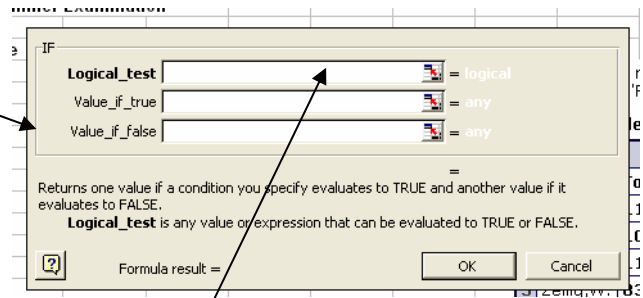 IF
Logical_test = logical
Value_if_true = any
Value_if_false = any
=
Returns one value if a condition you specify evaluates to TRUE and another value if it
evaluates to FALSE.
Logical_test is any value or expression that can be evaluated to TRUE or FALSE.
Formula result =
OK Cancel